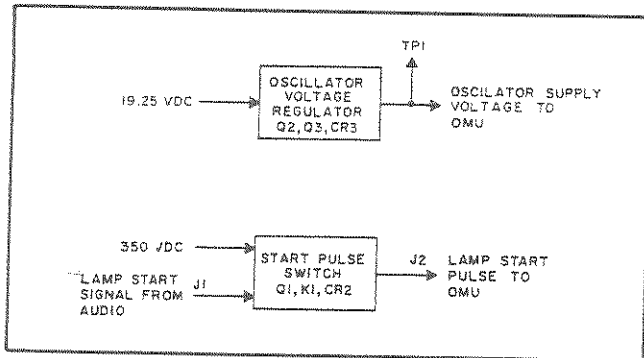 TP1
19.25 VDC
OSCILLATOR
VOLTAGE
REGULATOR
Q2,Q3,CR3
OSCILATOR SUPPLY
VOLTAGE TO
OMU
350 VDC
LAMP START
SIGNAL FROM
AUDIO
J1
START PULSE
SWITCH
Q1,K1,CR2
J2
LAMP START
PULSE TO
OMU